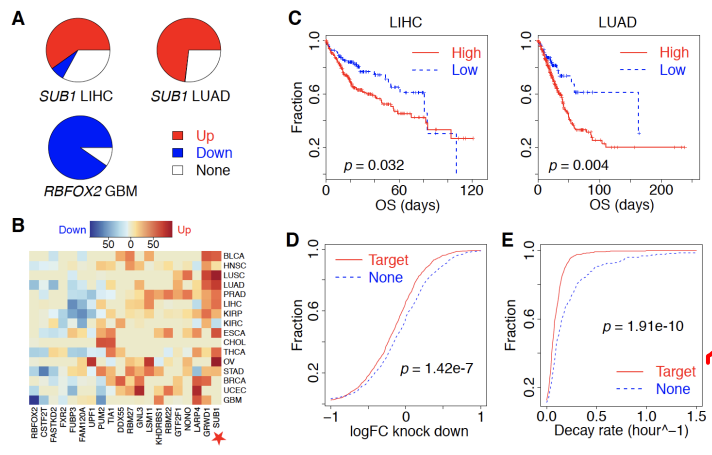 A
SUB1 LIHC
SUB1 LUAD
RBFOX2 GBM
Up
Down
None
B
Down
Up
50
0
50
BLCA
HNSC
LUSC
LUAD
PRAD
LIHC
KIRP
KIRC
ESCA
CHOL
THCA
OV
STAD
BRCA
UCEC
GBM
RBFOX2
CSTF2T
FASTKD2
FXR2
FUBP3
FAM120A
UPF1
PUM2
TIA1
DDX55
RBM27
GNL3
LSM11
KHDRBS1
RBM22
GTF2F1
NONO
LARP4
GRWD1
SUB1
C
LIHC
Fraction
1.0
0.6
0.2
High
Low
p = 0.032
0
60
120
OS (days)
LUAD
1.0
0.6
0.2
High
Low
p = 0.004
0
100
200
OS (days)
D
Fraction
1.0
0.6
0.2
Target
None
p = 1.42e-7
−1
0
1
logFC knock down
E
Fraction
1.0
0.6
0.2
p = 1.91e-10
Target
None
0.0
0.5
1.0
1.5
Decay rate (hour^−1)